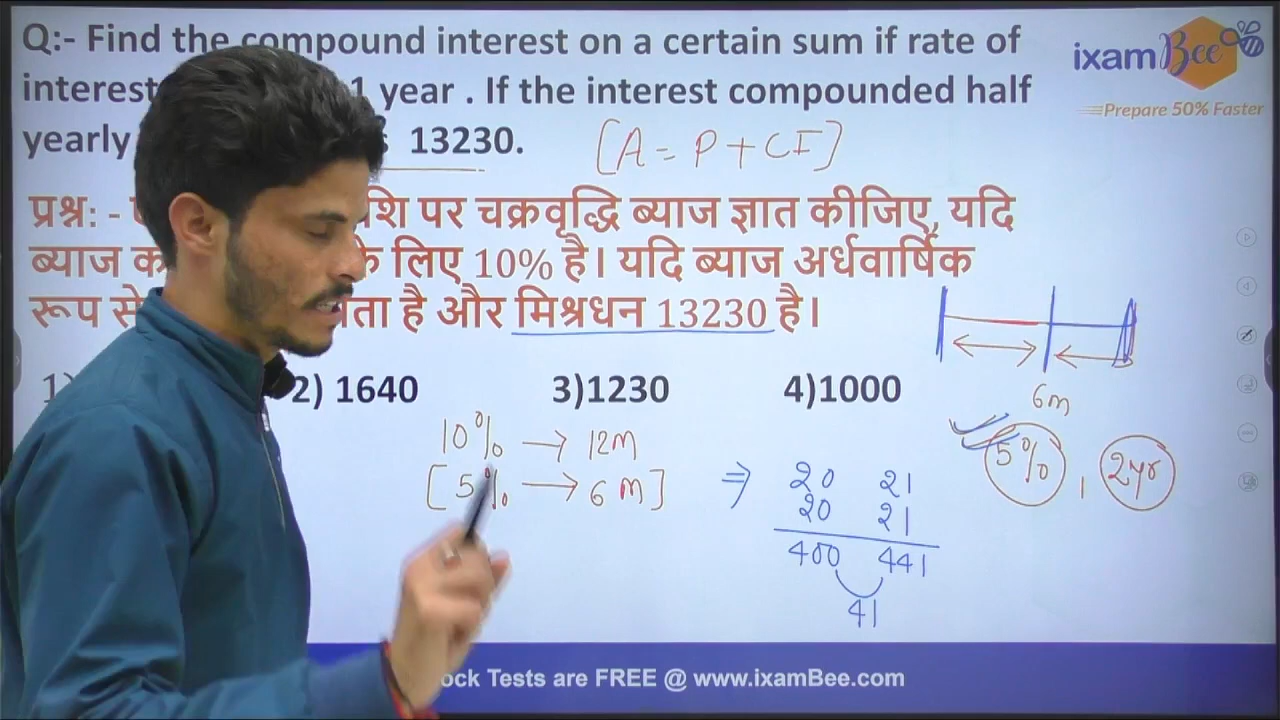 Q:- Find the compound interest on a certain sum if rate of
interest 1 year . If the interest compounded half
yearly 13230. [A = P + CI]
ixamBee
Prepare 50% Faster
प्रश्न: - शि पर चक्रवृद्धि ब्याज ज्ञात कीजिए, यदि
ब्याज के लिए 10% है। यदि ब्याज अर्धवार्षिक
रूप से ता है और मिश्रधन 13230 है।
1) 2) 1640 3)1230 4)1000
6m
10% → 12m
[5% → 6m]
⇒ 20 21
20 21
400 441
41
5% , 2yr
ock Tests are FREE @ www.ixamBee.com